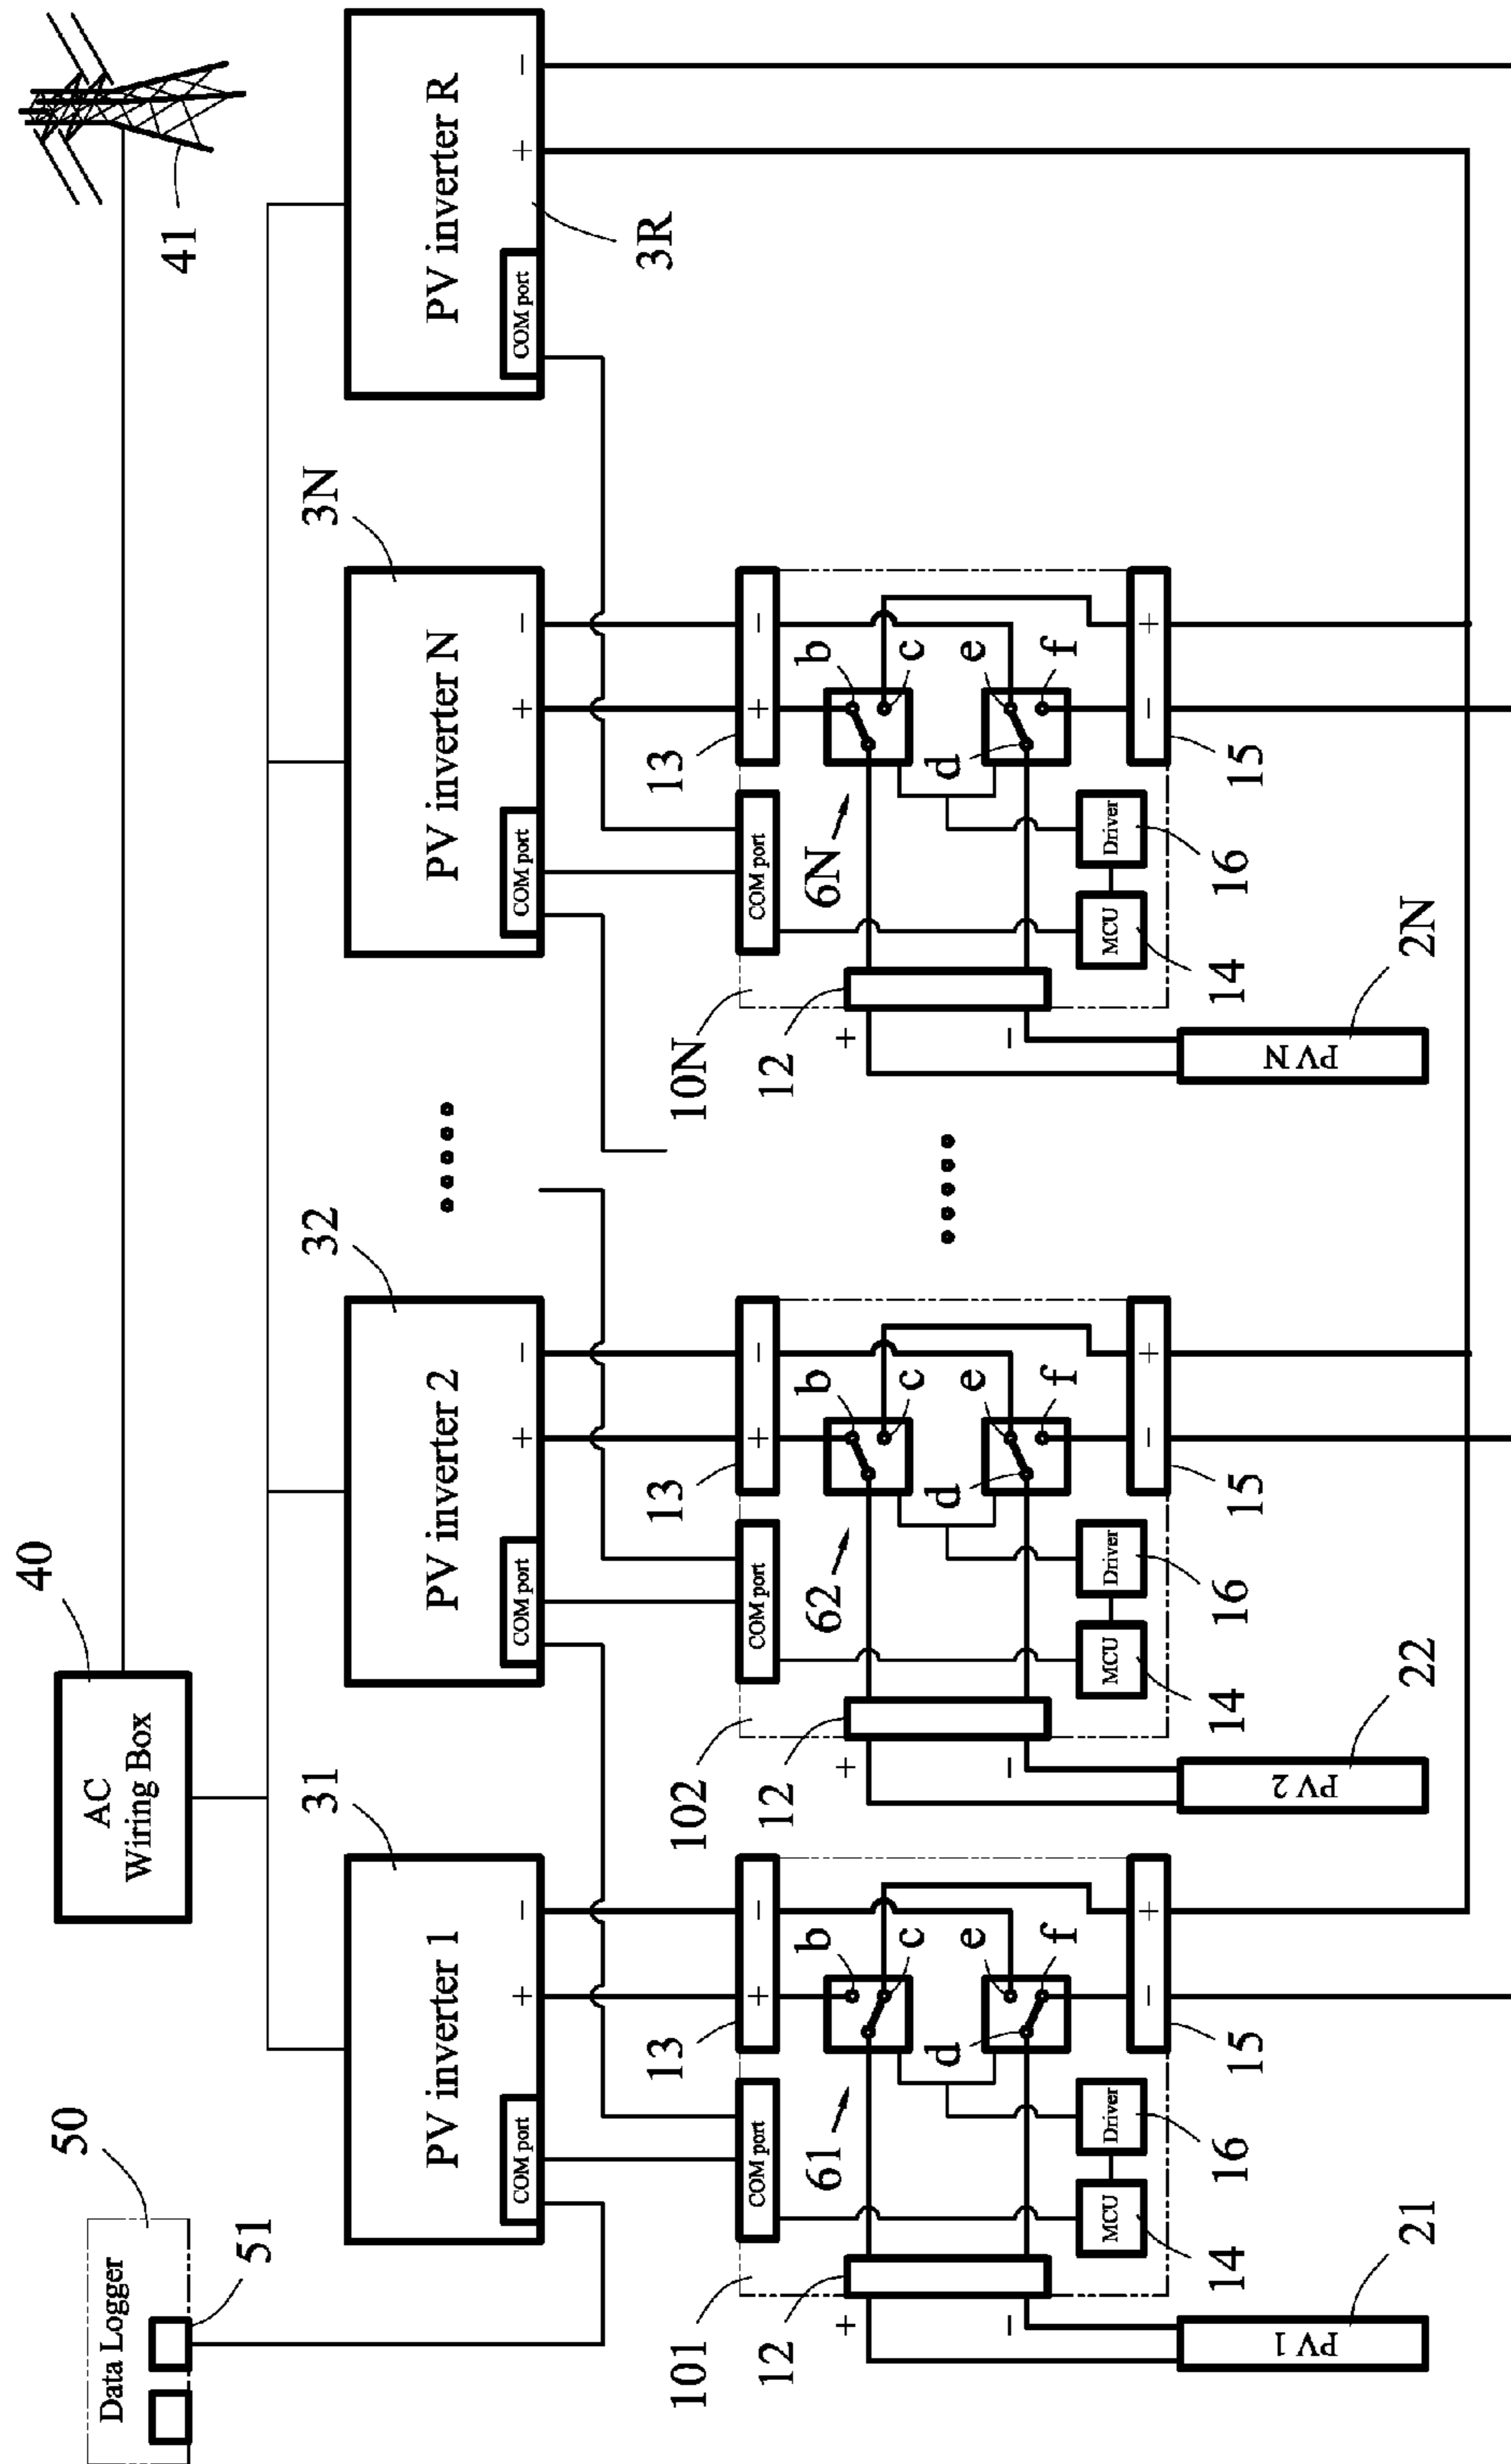 Data Logger
50
51
AC
Wiring Box
40
41
PV inverter 1
COM port
+
−
31
PV inverter 2
COM port
+
−
32
PV inverter N
COM port
+
−
3N
PV inverter R
COM port
+
−
3R
101
COM port
13
+
−
12
+
−
61
b
c
d
e
f
MCU
Driver
14
16
15
−
+
PV 1
21
102
COM port
13
+
−
12
+
−
62
b
c
d
e
f
MCU
Driver
14
16
15
−
+
PV 2
22
10N
COM port
13
+
−
12
+
−
6N
b
c
d
e
f
MCU
Driver
14
16
15
−
+
PV N
2N